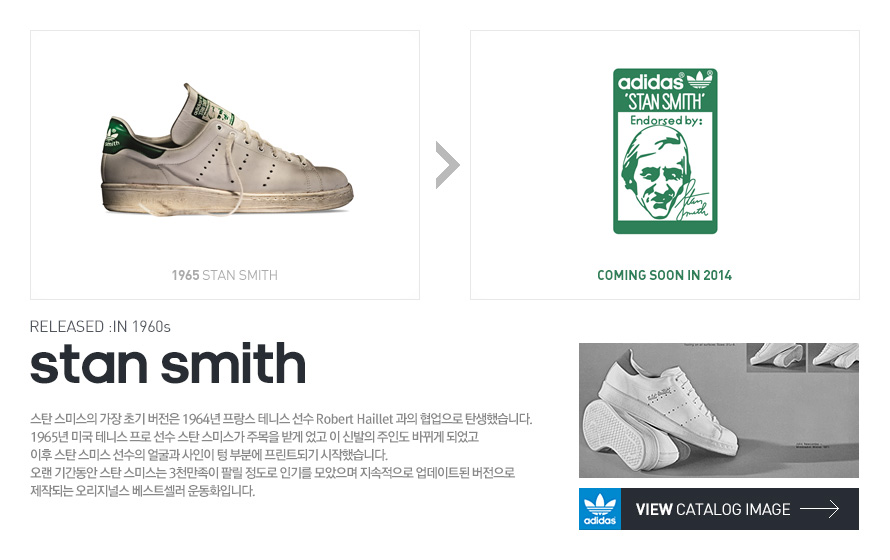 smith
1965 STAN SMITH
adidas
'STAN SMITH'
Endorsed by:
Stan Smith
COMING SOON IN 2014
RELEASED :IN 1960s
stan smith
스탄 스미스의 가장 초기 버전은 1964년 프랑스 테니스 선수 Robert Haillet 과의 협업으로 탄생했습니다.
1965년 미국 테니스 프로 선수 스탄 스미스가 주목을 받게 었고 이 신발의 주인도 바뀌게 되었고
이후 스탄 스미스 선수의 얼굴과 사인이 텅 부분에 프린트되기 시작했습니다.
오랜 기간동안 스탄 스미스는 3천만족이 팔릴 정도로 인기를 모았으며 지속적으로 업데이트된 버전으로
제작되는 오리지널스 베스트셀러 운동화입니다.
adidas
VIEW CATALOG IMAGE